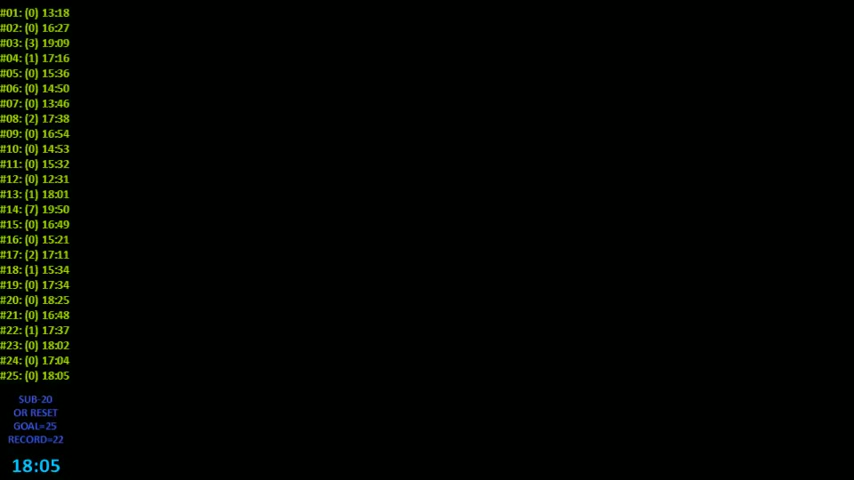 #01: (0) 13:18
#02: (0) 16:27
#03: (3) 19:09
#04: (1) 17:16
#05: (0) 15:36
#06: (0) 14:50
#07: (0) 13:46
#08: (2) 17:38
#09: (0) 16:54
#10: (0) 14:53
#11: (0) 15:32
#12: (0) 12:31
#13: (1) 18:01
#14: (7) 19:50
#15: (0) 16:49
#16: (0) 15:21
#17: (2) 17:11
#18: (1) 15:34
#19: (0) 17:34
#20: (0) 18:25
#21: (0) 16:48
#22: (1) 17:37
#23: (0) 18:02
#24: (0) 17:04
#25: (0) 18:05
SUB-20
OR RESET
GOAL=25
RECORD=22
18:05